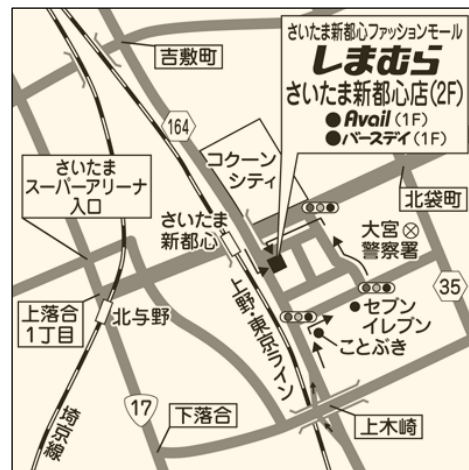 さいたま新都心ファッションモール
しまむら
さいたま新都心店(2F)
●Avail(1F)
●バースデイ(1F)
吉敷町
164
コクーン
シティ
さいたま
スーパーアリーナ
入口
さいたま
新都心
北袋町
大宮
警察署
35
上落合
1丁目
北与野
上野・東京ライン
セブン
イレブン
ことぶき
17
下落合
上木崎
埼京線